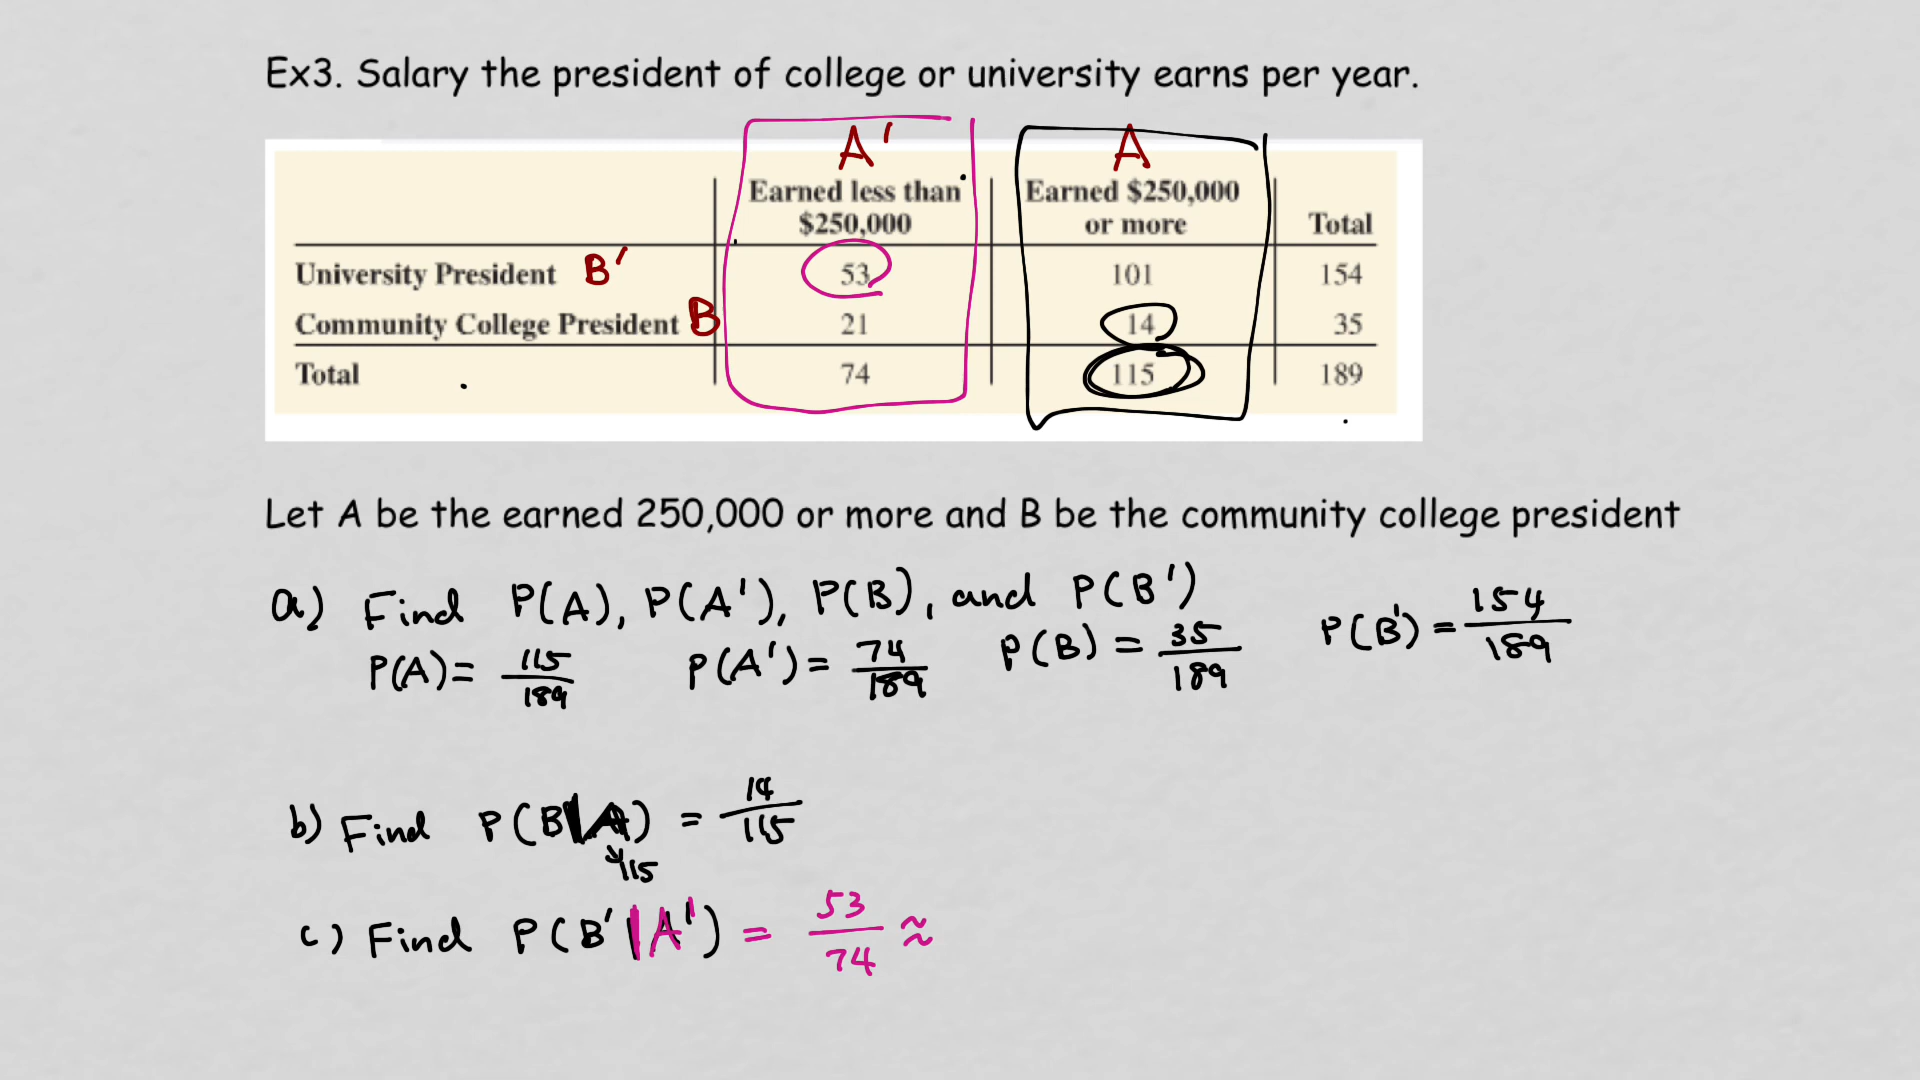 Ex3. Salary the president of college or university earns per year.
A' A
Earned less than $250,000 Earned $250,000 or more Total
University President B' 53 101 154
Community College President B 21 14 35
Total 74 115 189
Let A be the earned 250,000 or more and B be the community college president
a) Find P(A), P(A'), P(B), and P(B')
P(A) = 115/189 P(A') = 74/189 P(B) = 35/189 P(B') = 154/189
b) Find P(B|A) = 14/115
115
c) Find P(B'|A') = 53/74 ≈